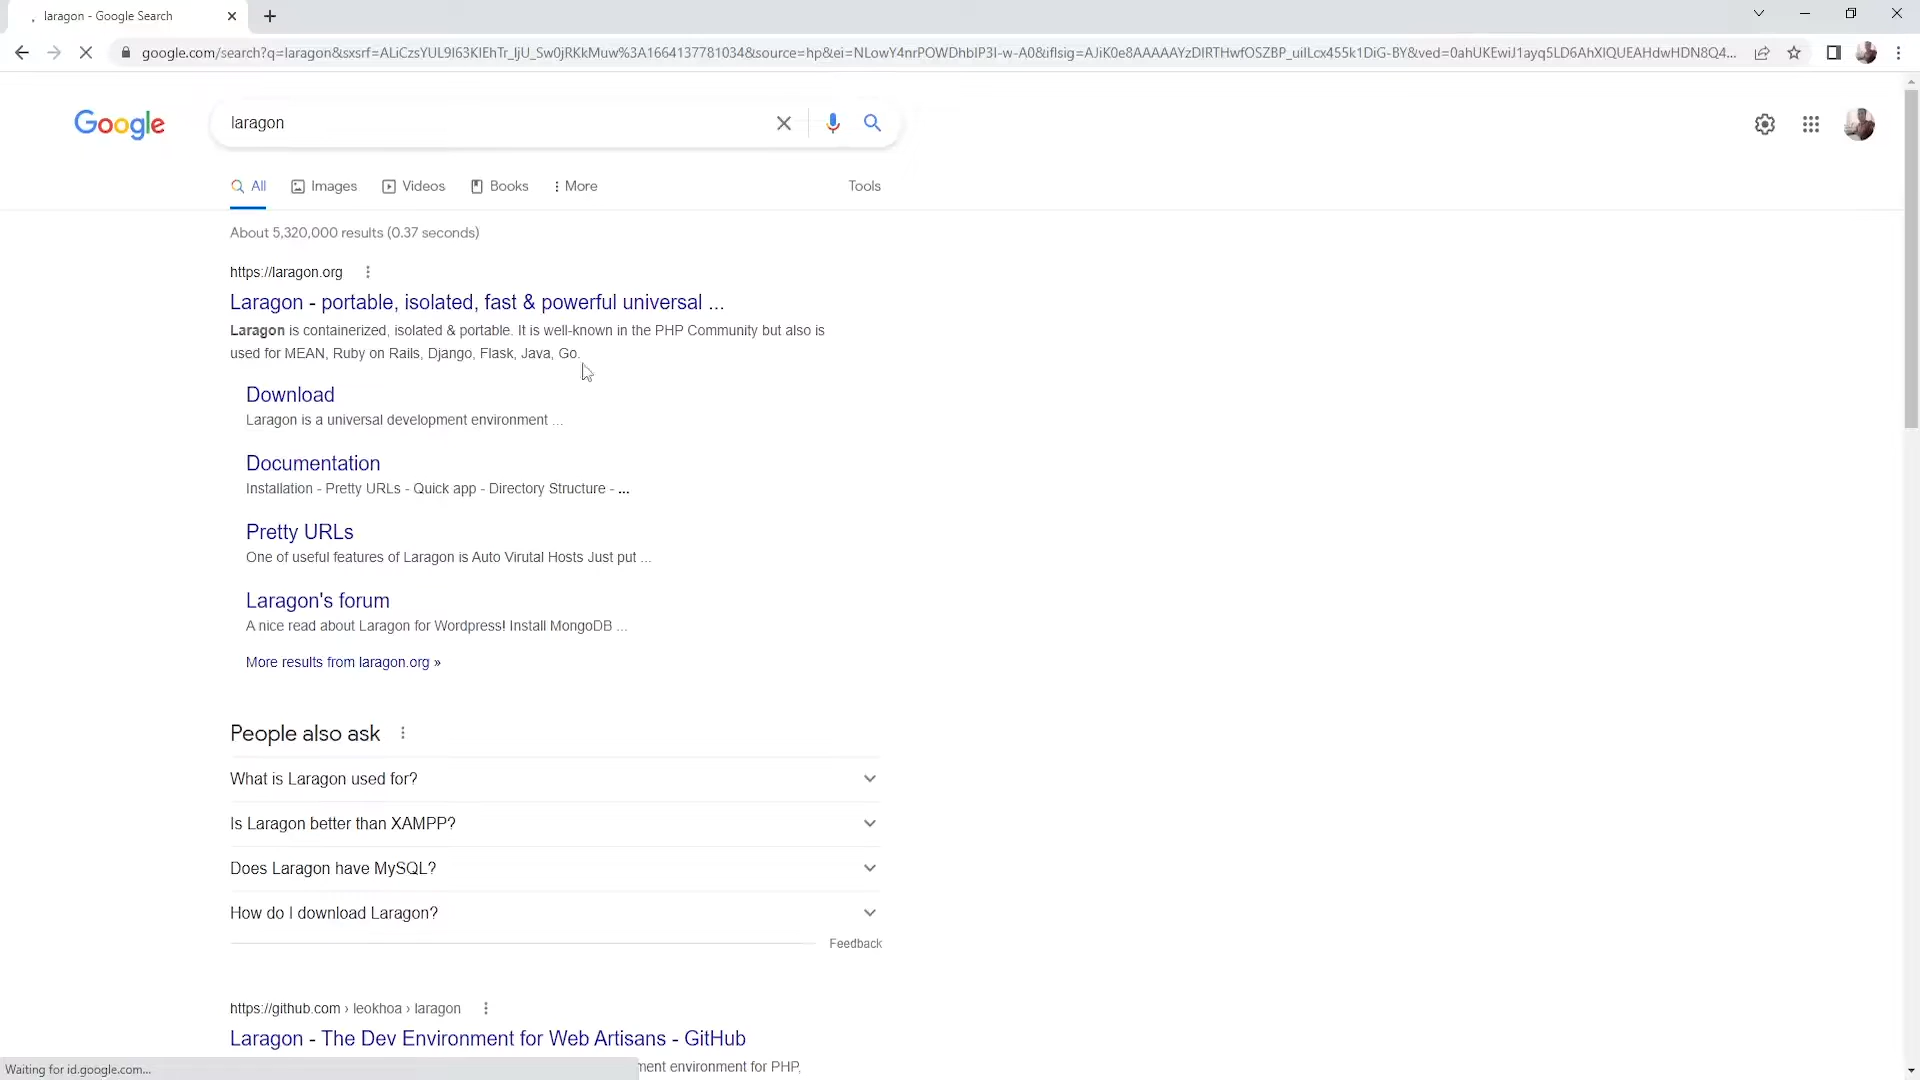 laragon - Google Search
google.com/search?q=laragon&sxsrf=ALiCzsYUL9I63KIEhTr_IjU_Sw0jRKkMuw%3A1664137781034&source=hp&ei=NLowY4nrPOWDhbIP3I-w-A0&iflsig=AJiK0e8AAAAAYzDIRTHwfOSZBP_uiILcx455k1DiG-BY&ved=0ahUKEwiJ1ayq5LD6AhXIQUEAHdwHDN8Q4...
Google
laragon
All
Images
Videos
Books
More
Tools
About 5,320,000 results (0.37 seconds)
https://laragon.org
Laragon - portable, isolated, fast & powerful universal ...
Laragon is containerized, isolated & portable. It is well-known in the PHP Community but also is
used for MEAN, Ruby on Rails, Django, Flask, Java, Go.
Download
Laragon is a universal development environment ...
Documentation
Installation - Pretty URLs - Quick app - Directory Structure - ...
Pretty URLs
One of useful features of Laragon is Auto Virutal Hosts Just put ...
Laragon's forum
A nice read about Laragon for Wordpress! Install MongoDB ...
More results from laragon.org »
People also ask
What is Laragon used for?
Is Laragon better than XAMPP?
Does Laragon have MySQL?
How do I download Laragon?
Feedback
https://github.com › leokhoa › laragon
Laragon - The Dev Environment for Web Artisans - GitHub
ment environment for PHP,
Waiting for id.google.com...